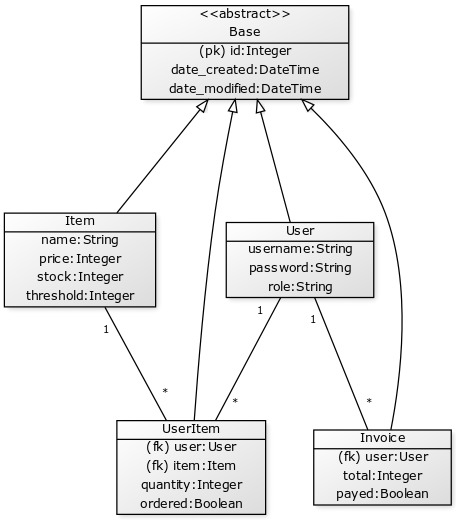 <<abstract>>
Base
(pk) id:Integer
date_created:DateTime
date_modified:DateTime
Item
name:String
price:Integer
stock:Integer
threshold:Integer
User
username:String
password:String
role:String
1
1
1
*
*
*
UserItem
(fk) user:User
(fk) item:Item
quantity:Integer
ordered:Boolean
Invoice
(fk) user:User
total:Integer
payed:Boolean